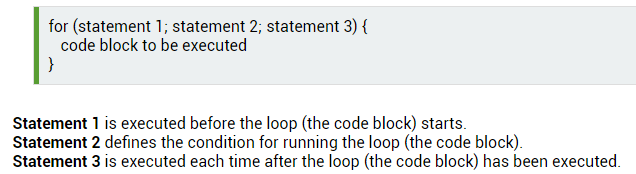 for (statement 1; statement 2; statement 3) {
code block to be executed
}
Statement 1 is executed before the loop (the code block) starts.
Statement 2 defines the condition for running the loop (the code block).
Statement 3 is executed each time after the loop (the code block) has been executed.